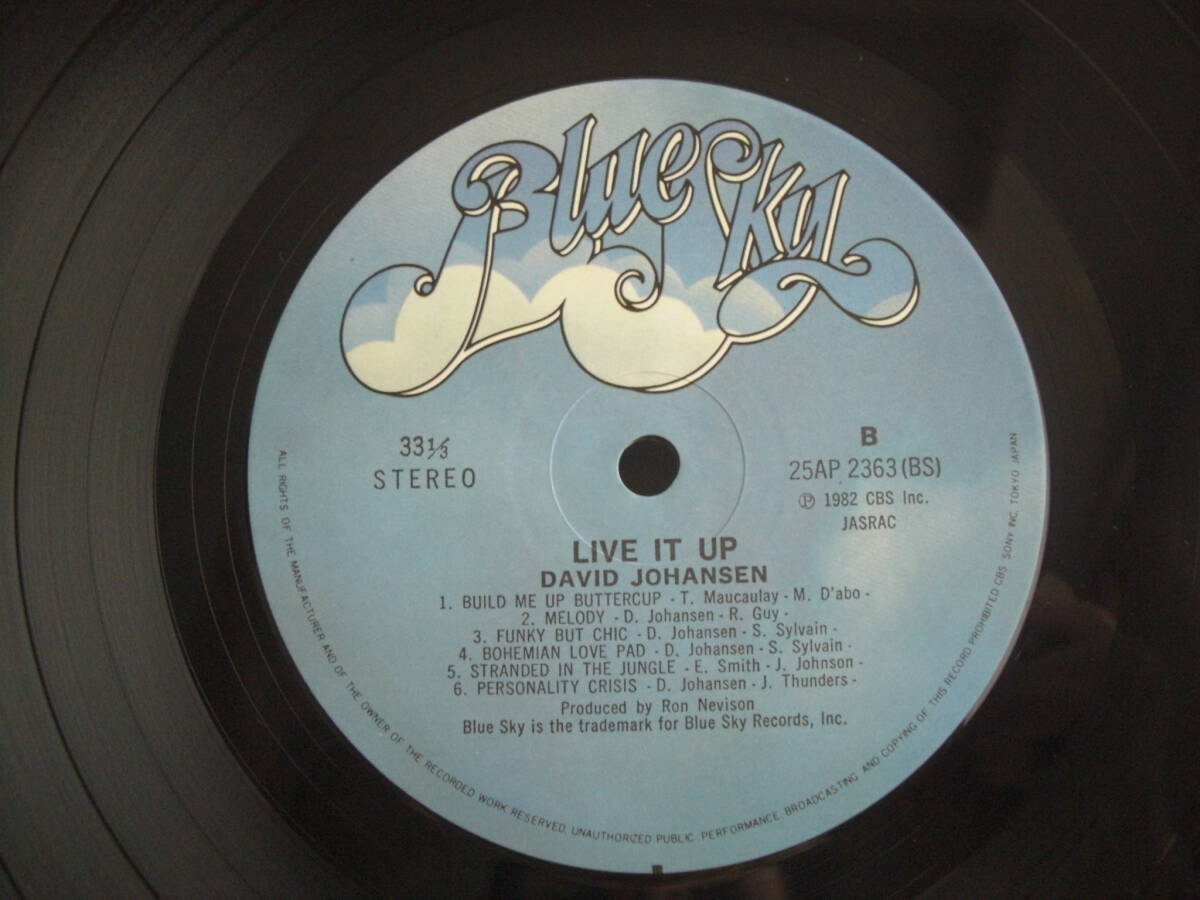 Blue Sky
33⅓
STEREO
B
25AP 2363(BS)
Ⓟ 1982 CBS Inc.
JASRAC
LIVE IT UP
DAVID JOHANSEN
1. BUILD ME UP BUTTERCUP - T. Maucaulay - M. D'abo -
2. MELODY - D. Johansen - R. Guy -
3. FUNKY BUT CHIC - D. Johansen - S. Sylvain -
4. BOHEMIAN LOVE PAD - D. Johansen - S. Sylvain -
5. STRANDED IN THE JUNGLE - E. Smith - J. Johnson -
6. PERSONALITY CRISIS - D. Johansen - J. Thunders -
Produced by Ron Nevison
Blue Sky is the trademark for Blue Sky Records, Inc.
ALL RIGHTS OF THE MANUFACTURER AND OF THE OWNER OF THE RECORDED WORK RESERVED. UNAUTHORIZED PUBLIC PERFORMANCE. BROADCASTING AND COPYING OF THIS RECORD PROHIBITED CBS SONY INC. TOKYO JAPAN